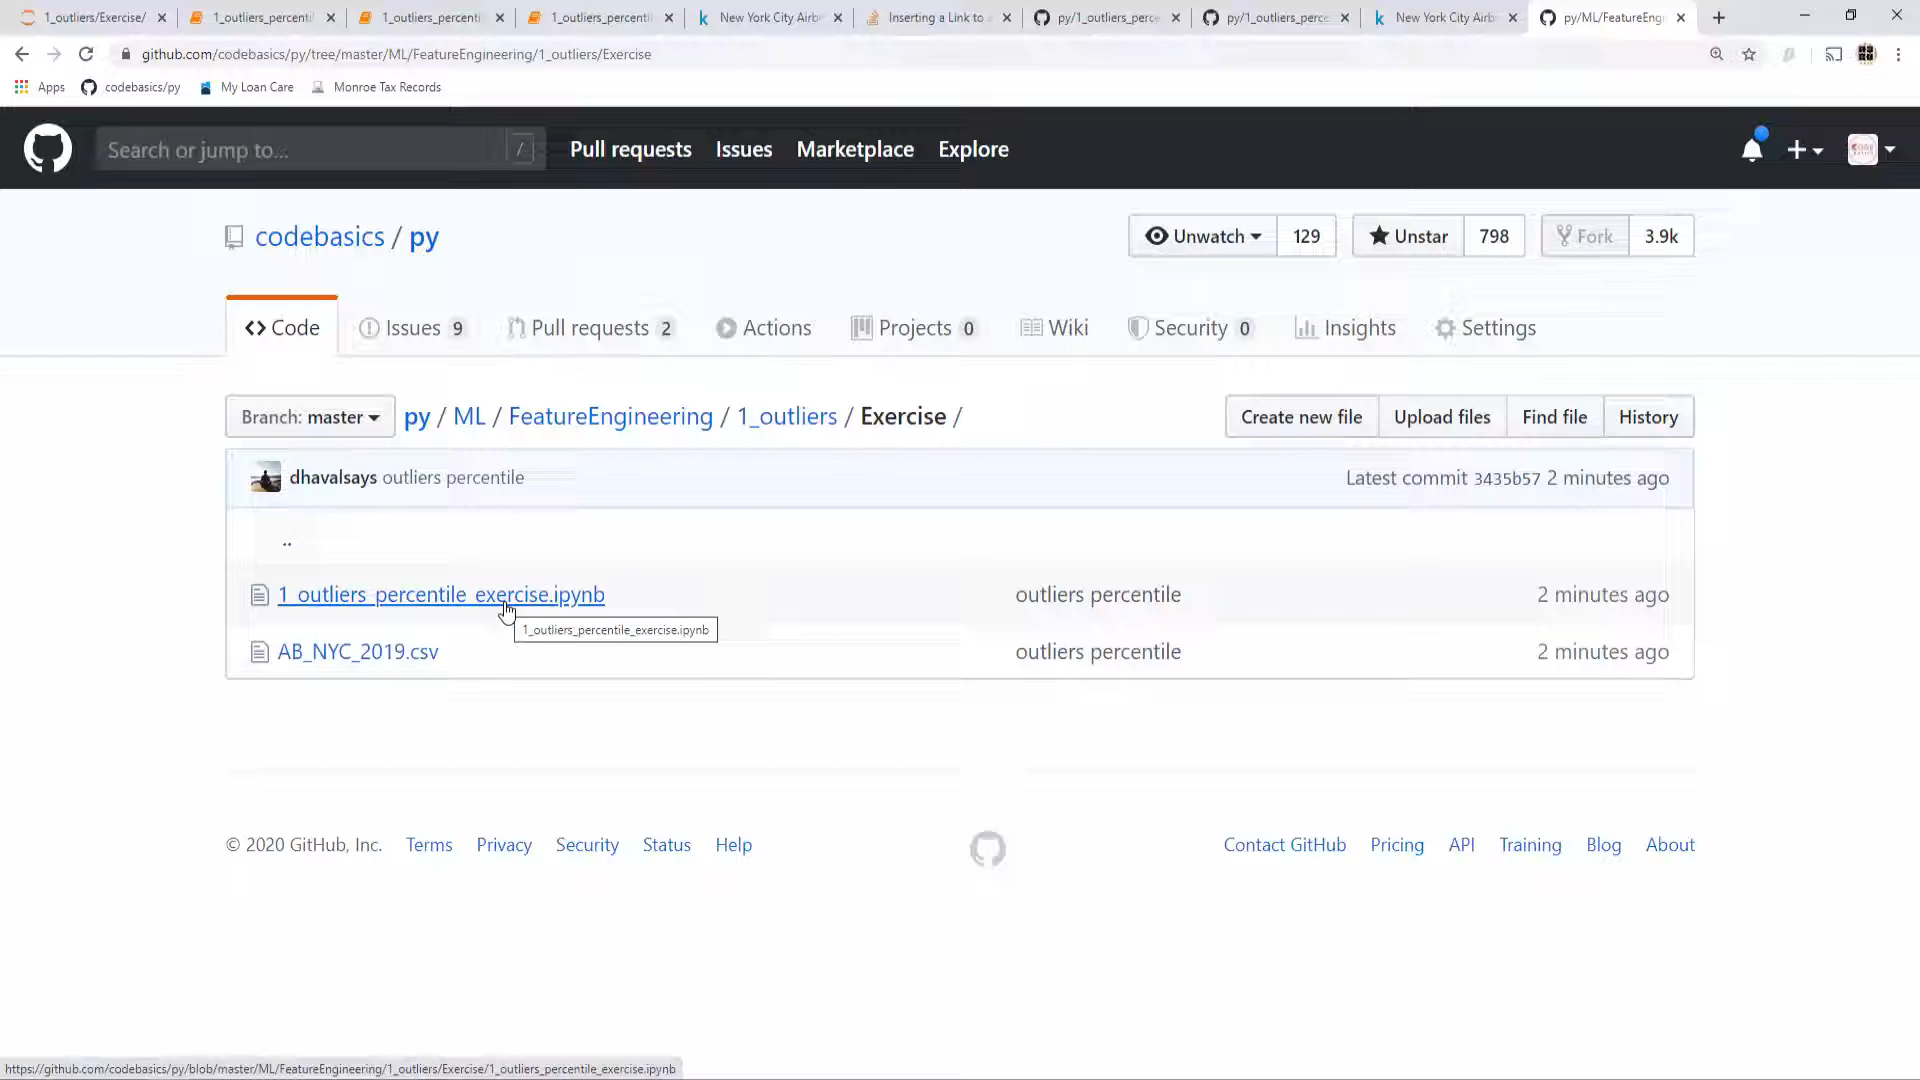 1_outliers/Exercise/
1_outliers_percentil
1_outliers_percenti
1_outliers_percentil
New York City Airb
Inserting a Link to
py/1_outliers_perce
py/1_outliers_perce
New York City Airb
py/ML/FeatureEngi
github.com/codebasics/py/tree/master/ML/FeatureEngineering/1_outliers/Exercise
Apps codebasics/py My Loan Care Monroe Tax Records
Search or jump to... / Pull requests Issues Marketplace Explore
codebasics / py Unwatch 129 Unstar 798 Fork 3.9k
Code Issues 9 Pull requests 2 Actions Projects 0 Wiki Security 0 Insights Settings
Branch: master py / ML / FeatureEngineering / 1_outliers / Exercise / Create new file Upload files Find file History
dhavalsays outliers percentile Latest commit 3435b57 2 minutes ago
..
1_outliers_percentile_exercise.ipynb outliers percentile 2 minutes ago
1_outliers_percentile_exercise.ipynb
AB_NYC_2019.csv outliers percentile 2 minutes ago
© 2020 GitHub, Inc. Terms Privacy Security Status Help Contact GitHub Pricing API Training Blog About
https://github.com/codebasics/py/blob/master/ML/FeatureEngineering/1_outliers/Exercise/1_outliers_percentile_exercise.ipynb